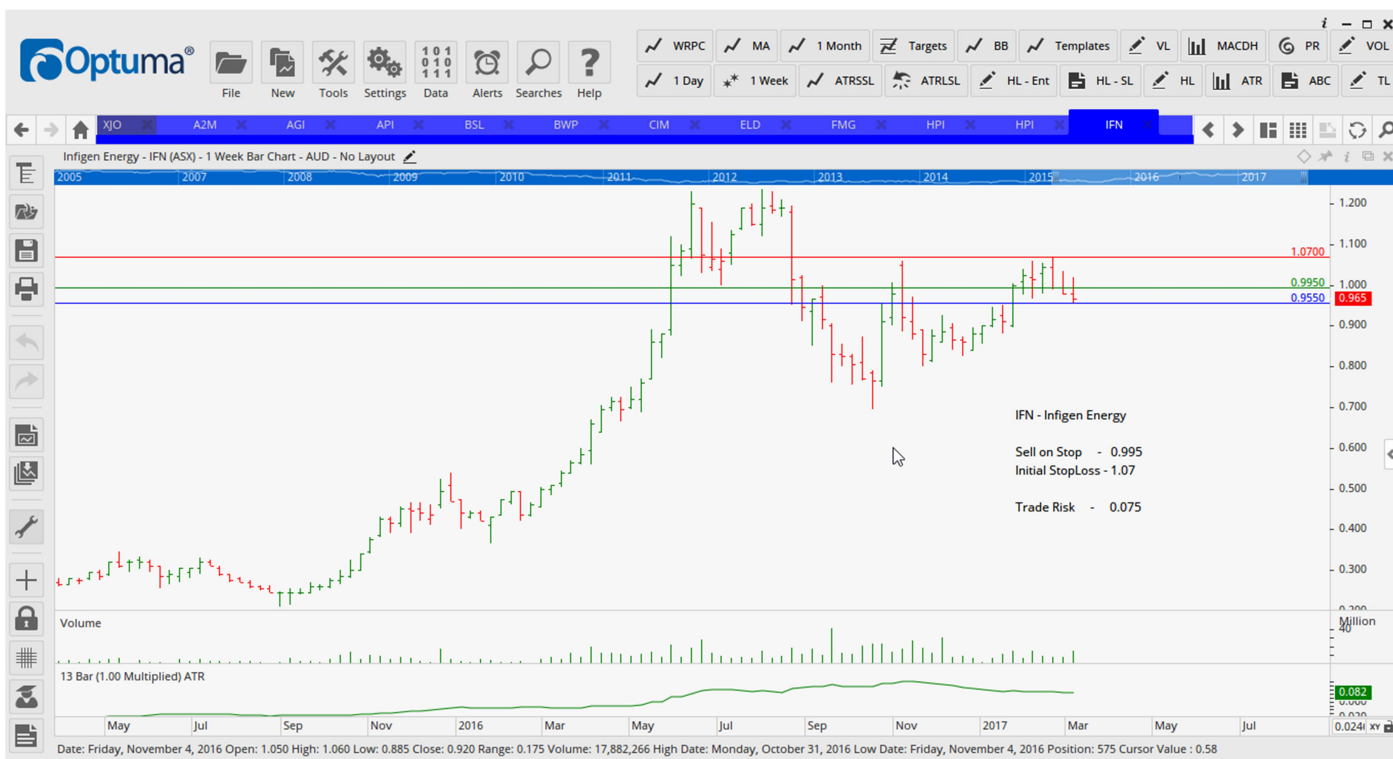 i
Optuma®
File
New
Tools
Settings
101
010
111
Data
Alerts
Searches
?
Help
WRPC
MA
1 Month
Targets
BB
Templates
VL
MACDH
PR
VOL
1 Day
1 Week
ATRSSL
ATRLSL
HL - Ent
HL - SL
HL
ATR
ABC
TL
XJO
A2M
AGI
API
BSL
BWP
CIM
ELD
FMG
HPI
HPI
IFN
Infigen Energy - IFN (ASX) - 1 Week Bar Chart - AUD - No Layout
2005
2007
2008
2009
2010
2011
2012
2013
2014
2015
2016
2017
1.200
1.100
1.0700
1.000
0.9950
0.9550
0.965
0.900
0.800
0.700
0.600
0.500
0.400
0.300
0.200
IFN - Infigen Energy
Sell on Stop - 0.995
Initial StopLoss - 1.07
Trade Risk - 0.075
Volume
Million
40
13 Bar (1.00 Multiplied) ATR
0.082
May
Jul
Sep
Nov
2016
Mar
May
Jul
Sep
Nov
2017
Mar
May
Jul
XY
Date: Friday, November 4, 2016 Open: 1.050 High: 1.060 Low: 0.885 Close: 0.920 Range: 0.175 Volume: 17,882,266 High Date: Monday, October 31, 2016 Low Date: Friday, November 4, 2016 Position: 575 Cursor Value : 0.58